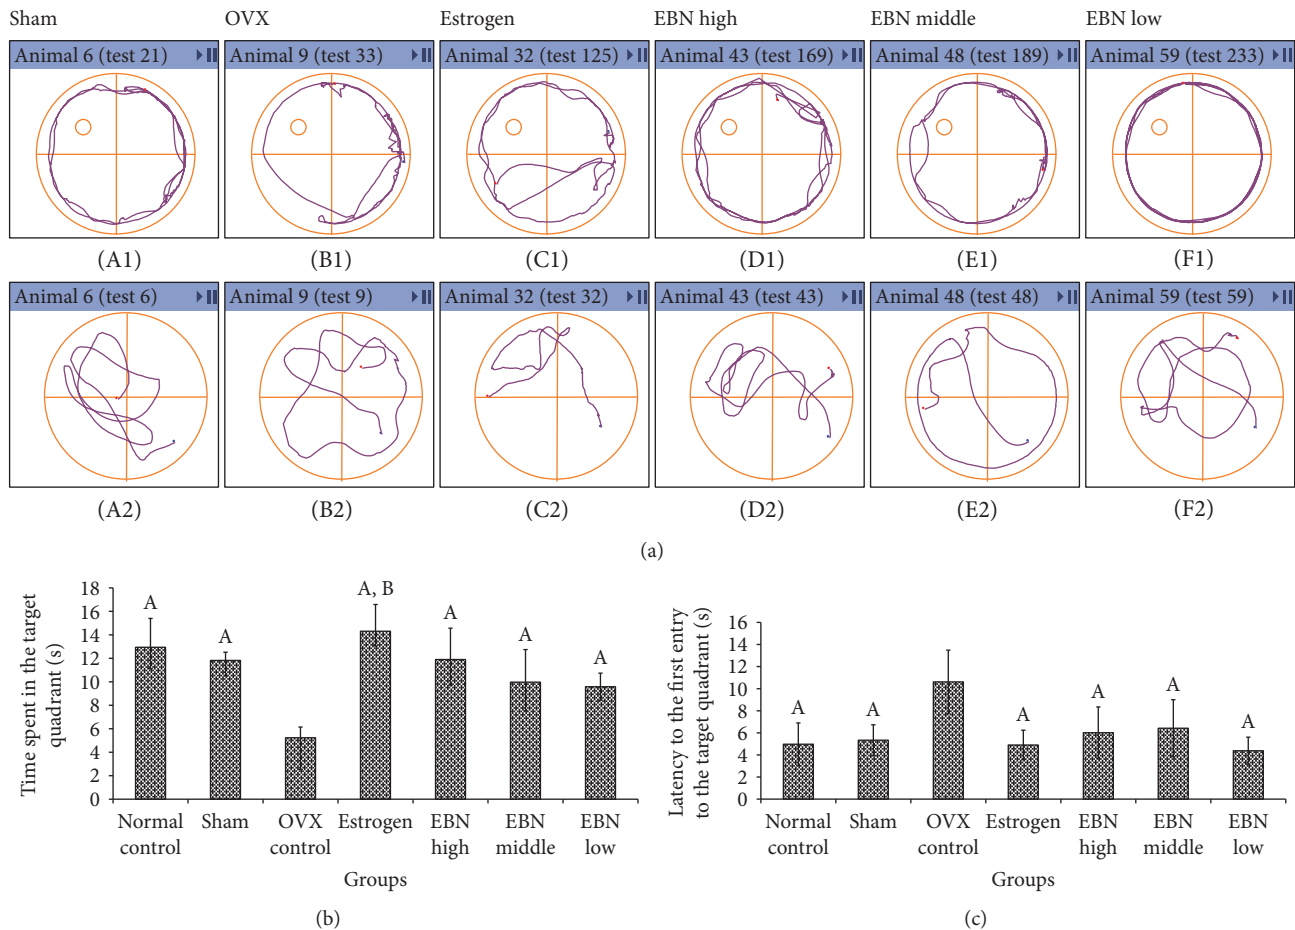 Sham OVX Estrogen EBN high EBN middle EBN low
Animal 6 (test 21) Animal 9 (test 33) Animal 32 (test 125) Animal 43 (test 169) Animal 48 (test 189) Animal 59 (test 233)
(A1) (B1) (C1) (D1) (E1) (F1)
Animal 6 (test 6) Animal 9 (test 9) Animal 32 (test 32) Animal 43 (test 43) Animal 48 (test 48) Animal 59 (test 59)
(A2) (B2) (C2) (D2) (E2) (F2)
(a)
Time spent in the target
quadrant (s)
18
16
14
12
10
8
6
4
2
0
A A A, B A A A
Normal control
Sham
OVX control
Estrogen
EBN high
EBN middle
EBN low
Groups
(b)
Latency to the first entry
to the target quadrant (s)
16
14
12
10
8
6
4
2
0
A A A A A A
Normal control
Sham
OVX control
Estrogen
EBN high
EBN middle
EBN low
Groups
(c)